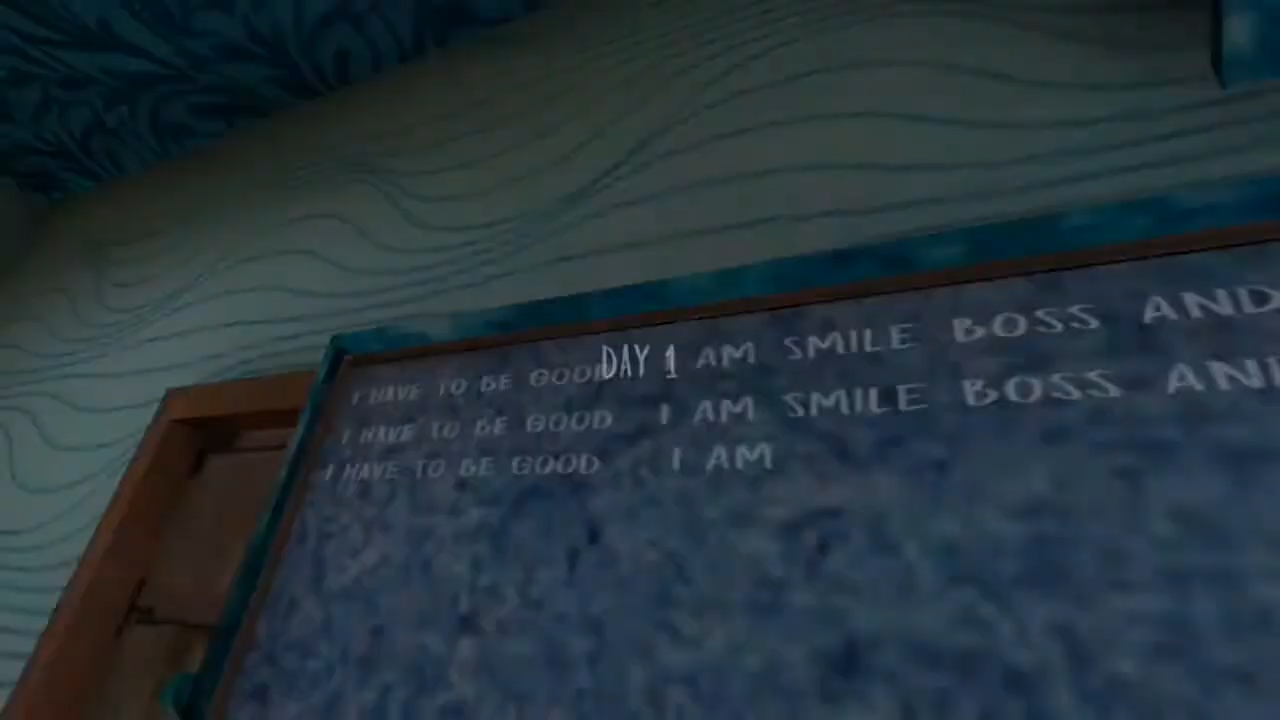 DAY 1
I HAVE TO BE GOOD AM SMILE BOSS AND
I HAVE TO BE GOOD I AM SMILE BOSS AND
I HAVE TO BE GOOD I AM